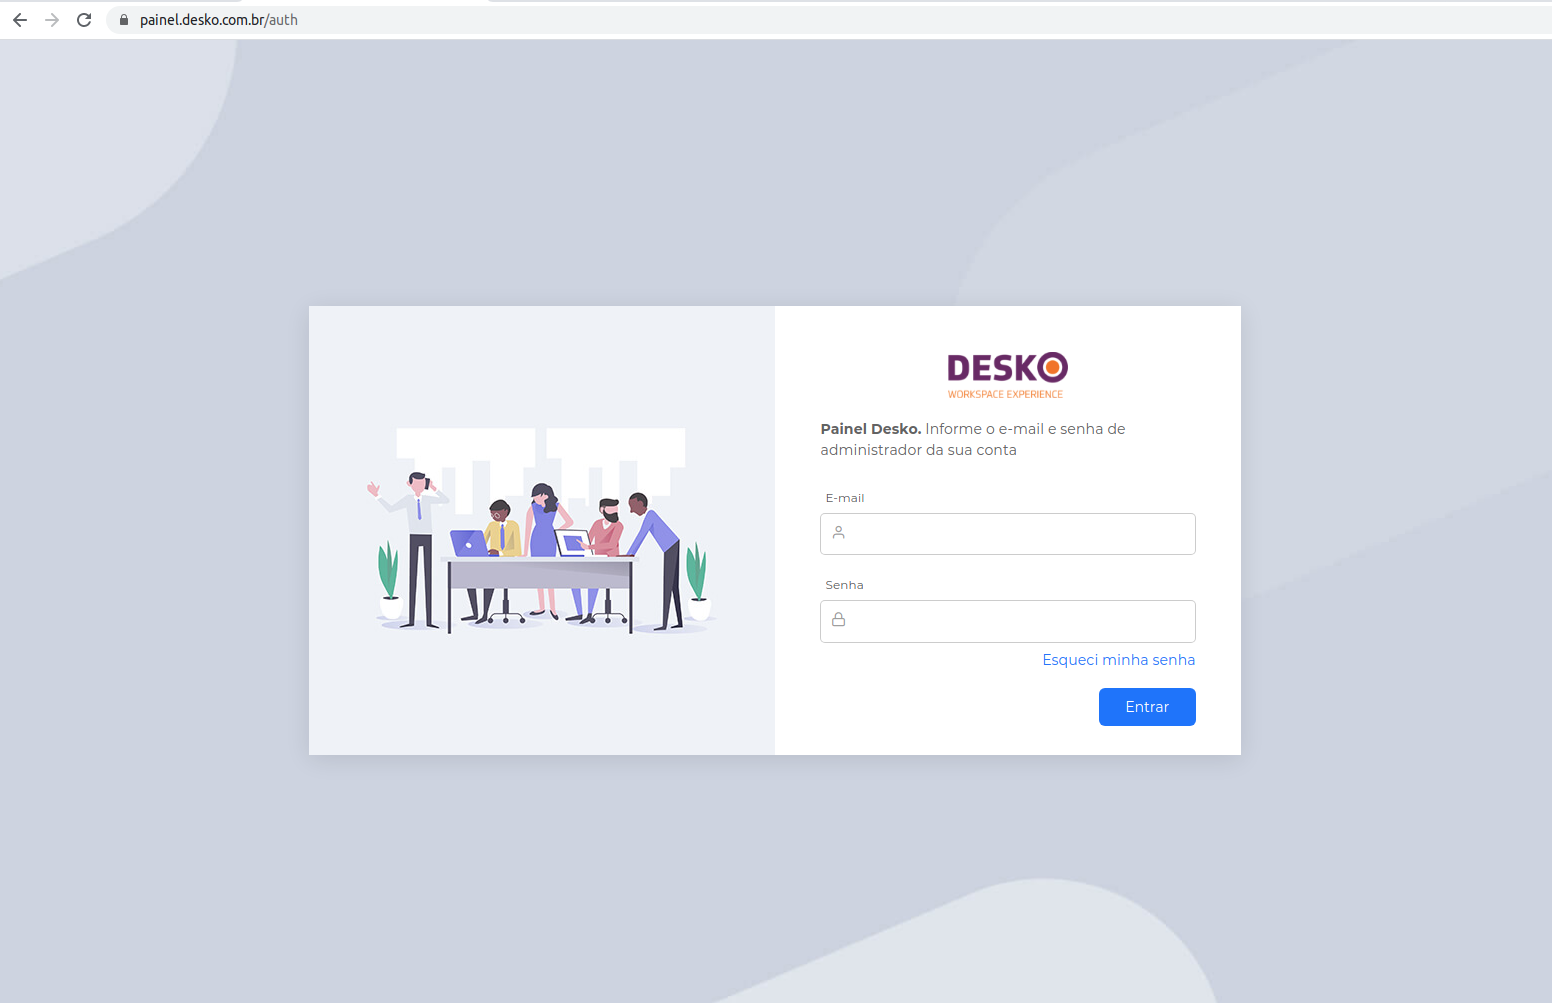 painel.desko.com.br/auth
DESKO
WORKSPACE EXPERIENCE
Painel Desko. Informe o e-mail e senha de
administrador da sua conta
E-mail
Senha
Esqueci minha senha
Entrar